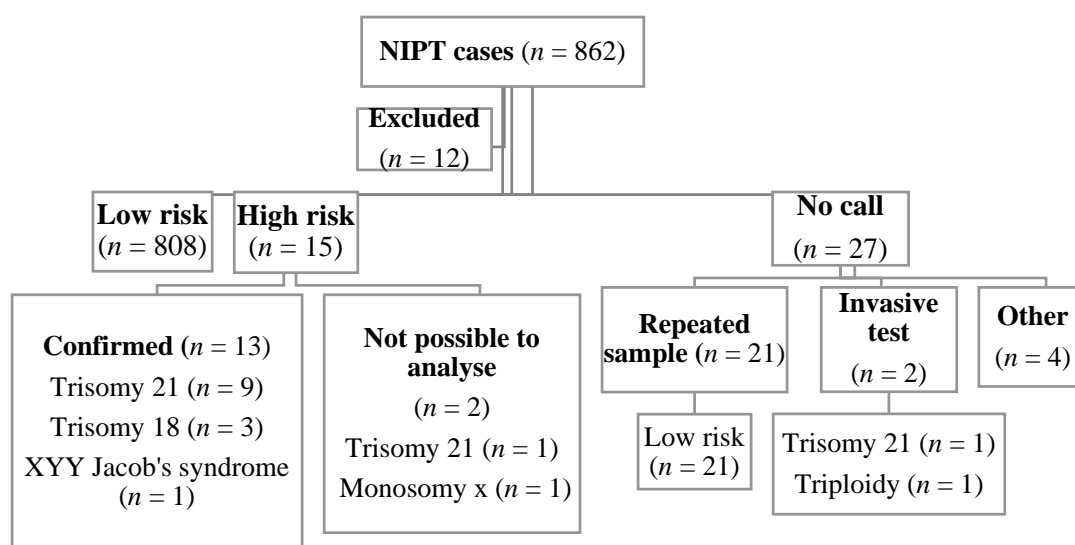 NIPT cases (n = 862)
Excluded
(n = 12)
Low risk
(n = 808)
High risk
(n = 15)
No call
(n = 27)
Confirmed (n = 13)
Trisomy 21 (n = 9)
Trisomy 18 (n = 3)
XYY Jacob's syndrome
(n = 1)
Not possible to
analyse
(n = 2)
Trisomy 21 (n = 1)
Monosomy x (n = 1)
Repeated
sample (n = 21)
Low risk
(n = 21)
Invasive
test
(n = 2)
Trisomy 21 (n = 1)
Triploidy (n = 1)
Other
(n = 4)